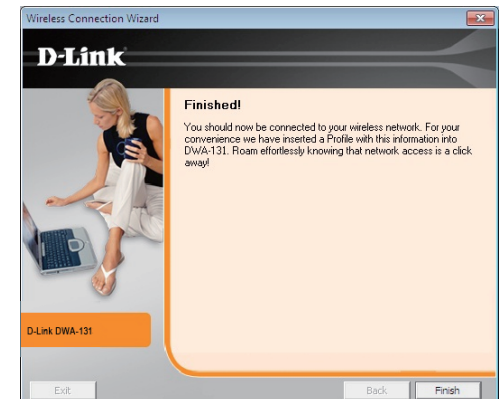 Wireless Connection Wizard
D-Link
Finished!
You should now be connected to your wireless network. For your
convenience we have inserted a Profile with this information into
DWA-131. Roam effortlessly knowing that network access is a click
away!
D-Link DWA-131
Exit
Back
Finish